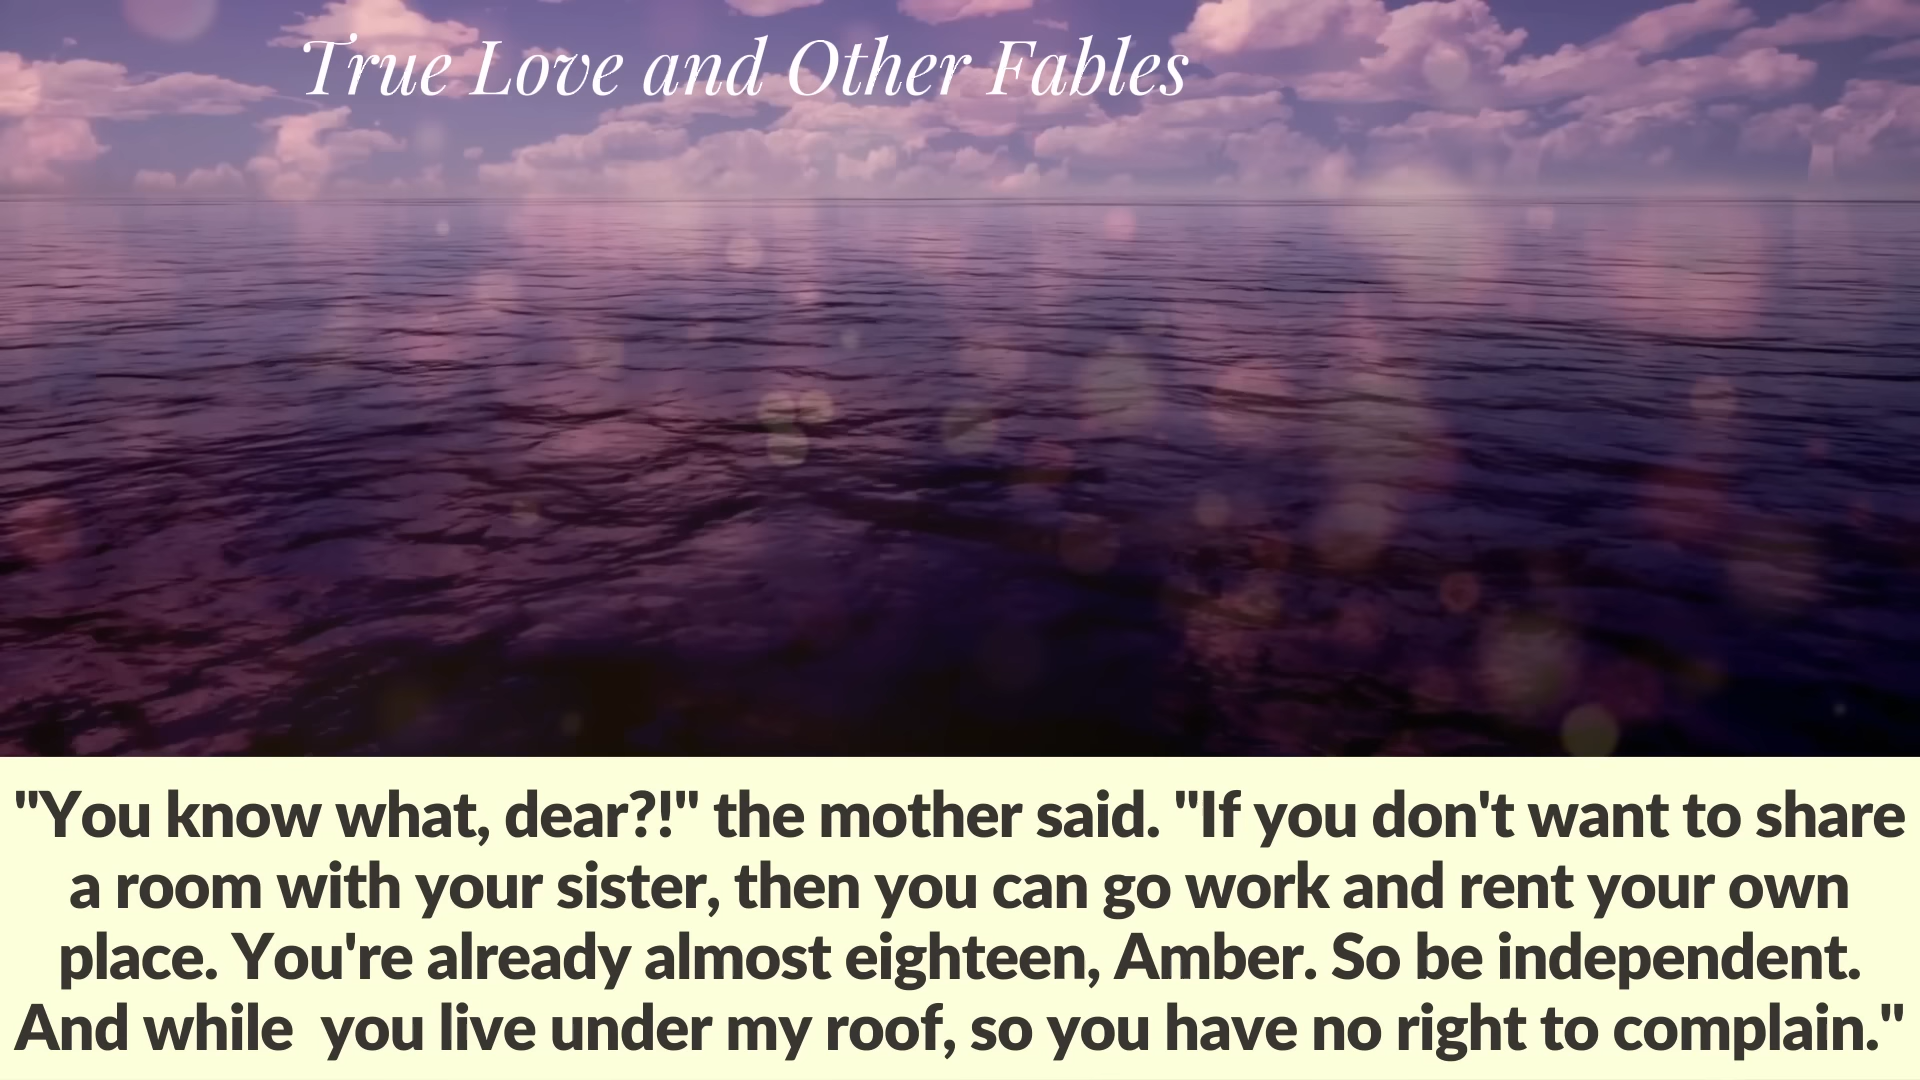 True Love and Other Fables
"You know what, dear?!" the mother said. "If you don't want to share
a room with your sister, then you can go work and rent your own
place. You're already almost eighteen, Amber. So be independent.
And while  you live under my roof, so you have no right to complain."